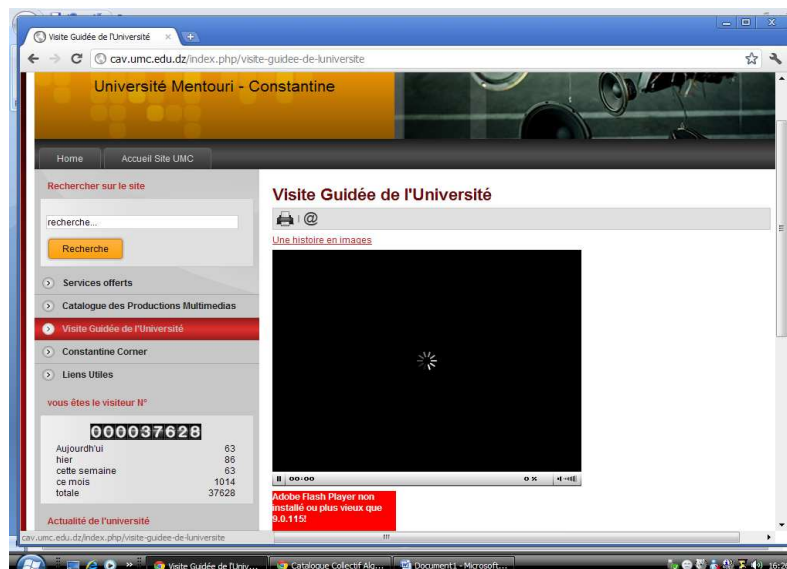 Visite Guidée de l'Université
cav.umc.edu.dz/index.php/visite-guidee-de-luniversite
Université Mentouri - Constantine
Home
Accueil Site UMC
Rechercher sur le site
recherche...
Recherche
Services offerts
Catalogue des Productions Multimedias
Visite Guidée de l'Université
Constantine Corner
Liens Utiles
vous êtes le visiteur N°
000037628
Aujourd'hui 63
hier 86
cette semaine 63
ce mois 1014
totale 37628
Actualité de l'université
Visite Guidée de l'Université
Une histoire en images
00:00
0 %
Adobe Flash Player non
installé ou plus vieux que
9.0.115!
cav.umc.edu.dz/index.php/visite-guidee-de-luniversite
Visite Guidée de l'Univ...
Catalogue Collectif Alg...
Document1 - Microsoft...